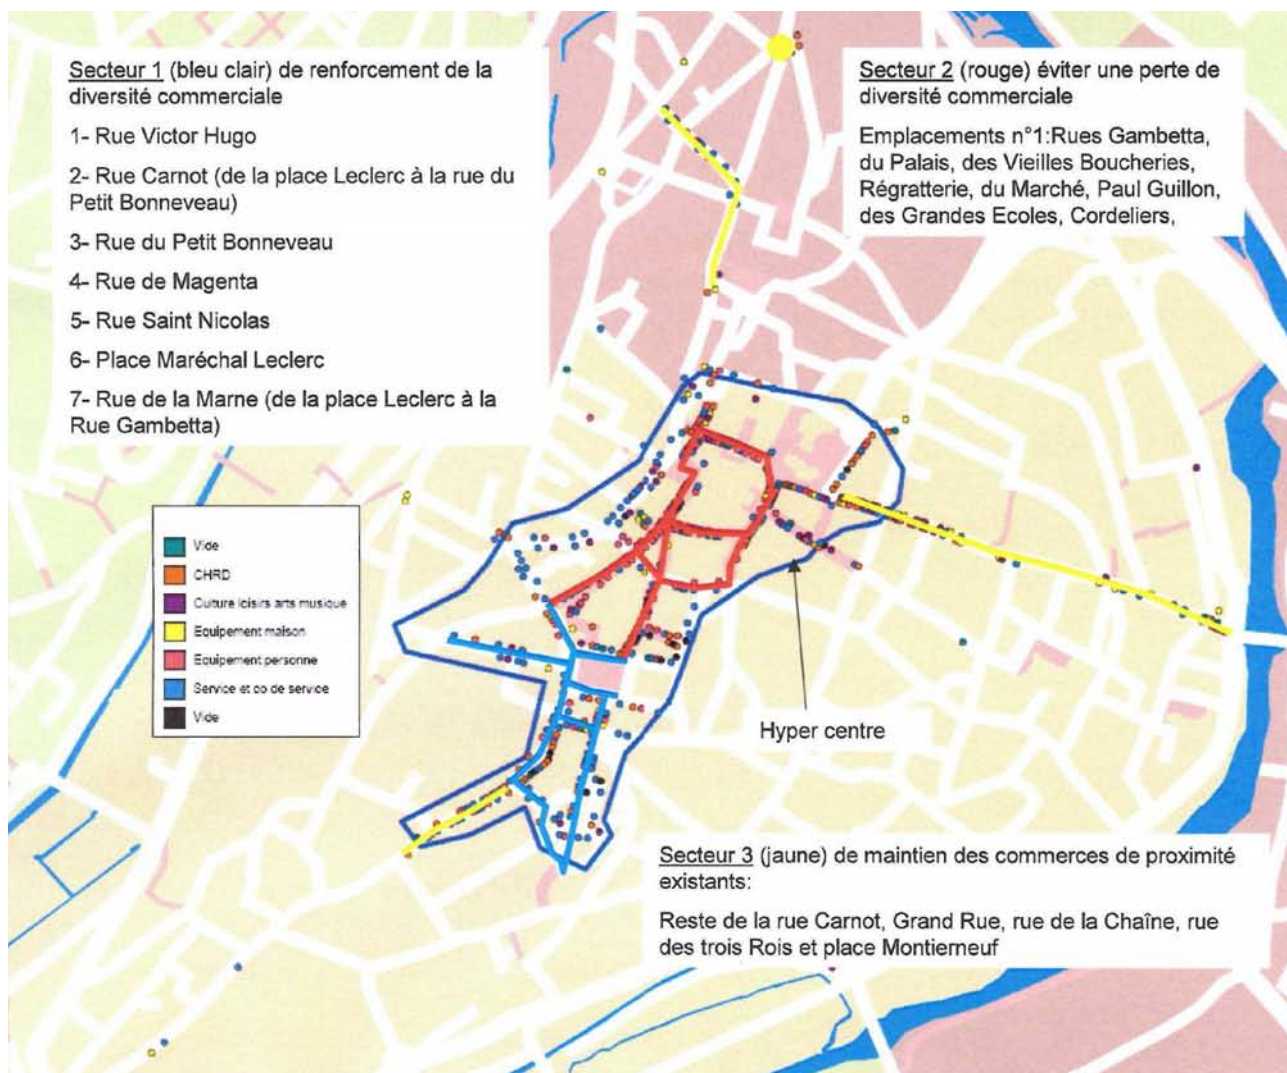 Secteur 1 (bleu clair) de renforcement de la
diversité commerciale
1- Rue Victor Hugo
2- Rue Carnot (de la place Leclerc à la rue du
Petit Bonneveau)
3- Rue du Petit Bonneveau
4- Rue de Magenta
5- Rue Saint Nicolas
6- Place Maréchal Leclerc
7- Rue de la Marne (de la place Leclerc à la
Rue Gambetta)
Secteur 2 (rouge) éviter une perte de
diversité commerciale
Emplacements n°1:Rues Gambetta,
du Palais, des Vieilles Boucheries,
Régratterie, du Marché, Paul Guillon,
des Grandes Ecoles, Cordeliers,
Vide
CHRD
Culture loisirs arts musique
Equipement maison
Equipement personne
Service et co de service
Vide
Hyper centre
Secteur 3 (jaune) de maintien des commerces de proximité
existants:
Reste de la rue Carnot, Grand Rue, rue de la Chaîne, rue
des trois Rois et place Montierneuf